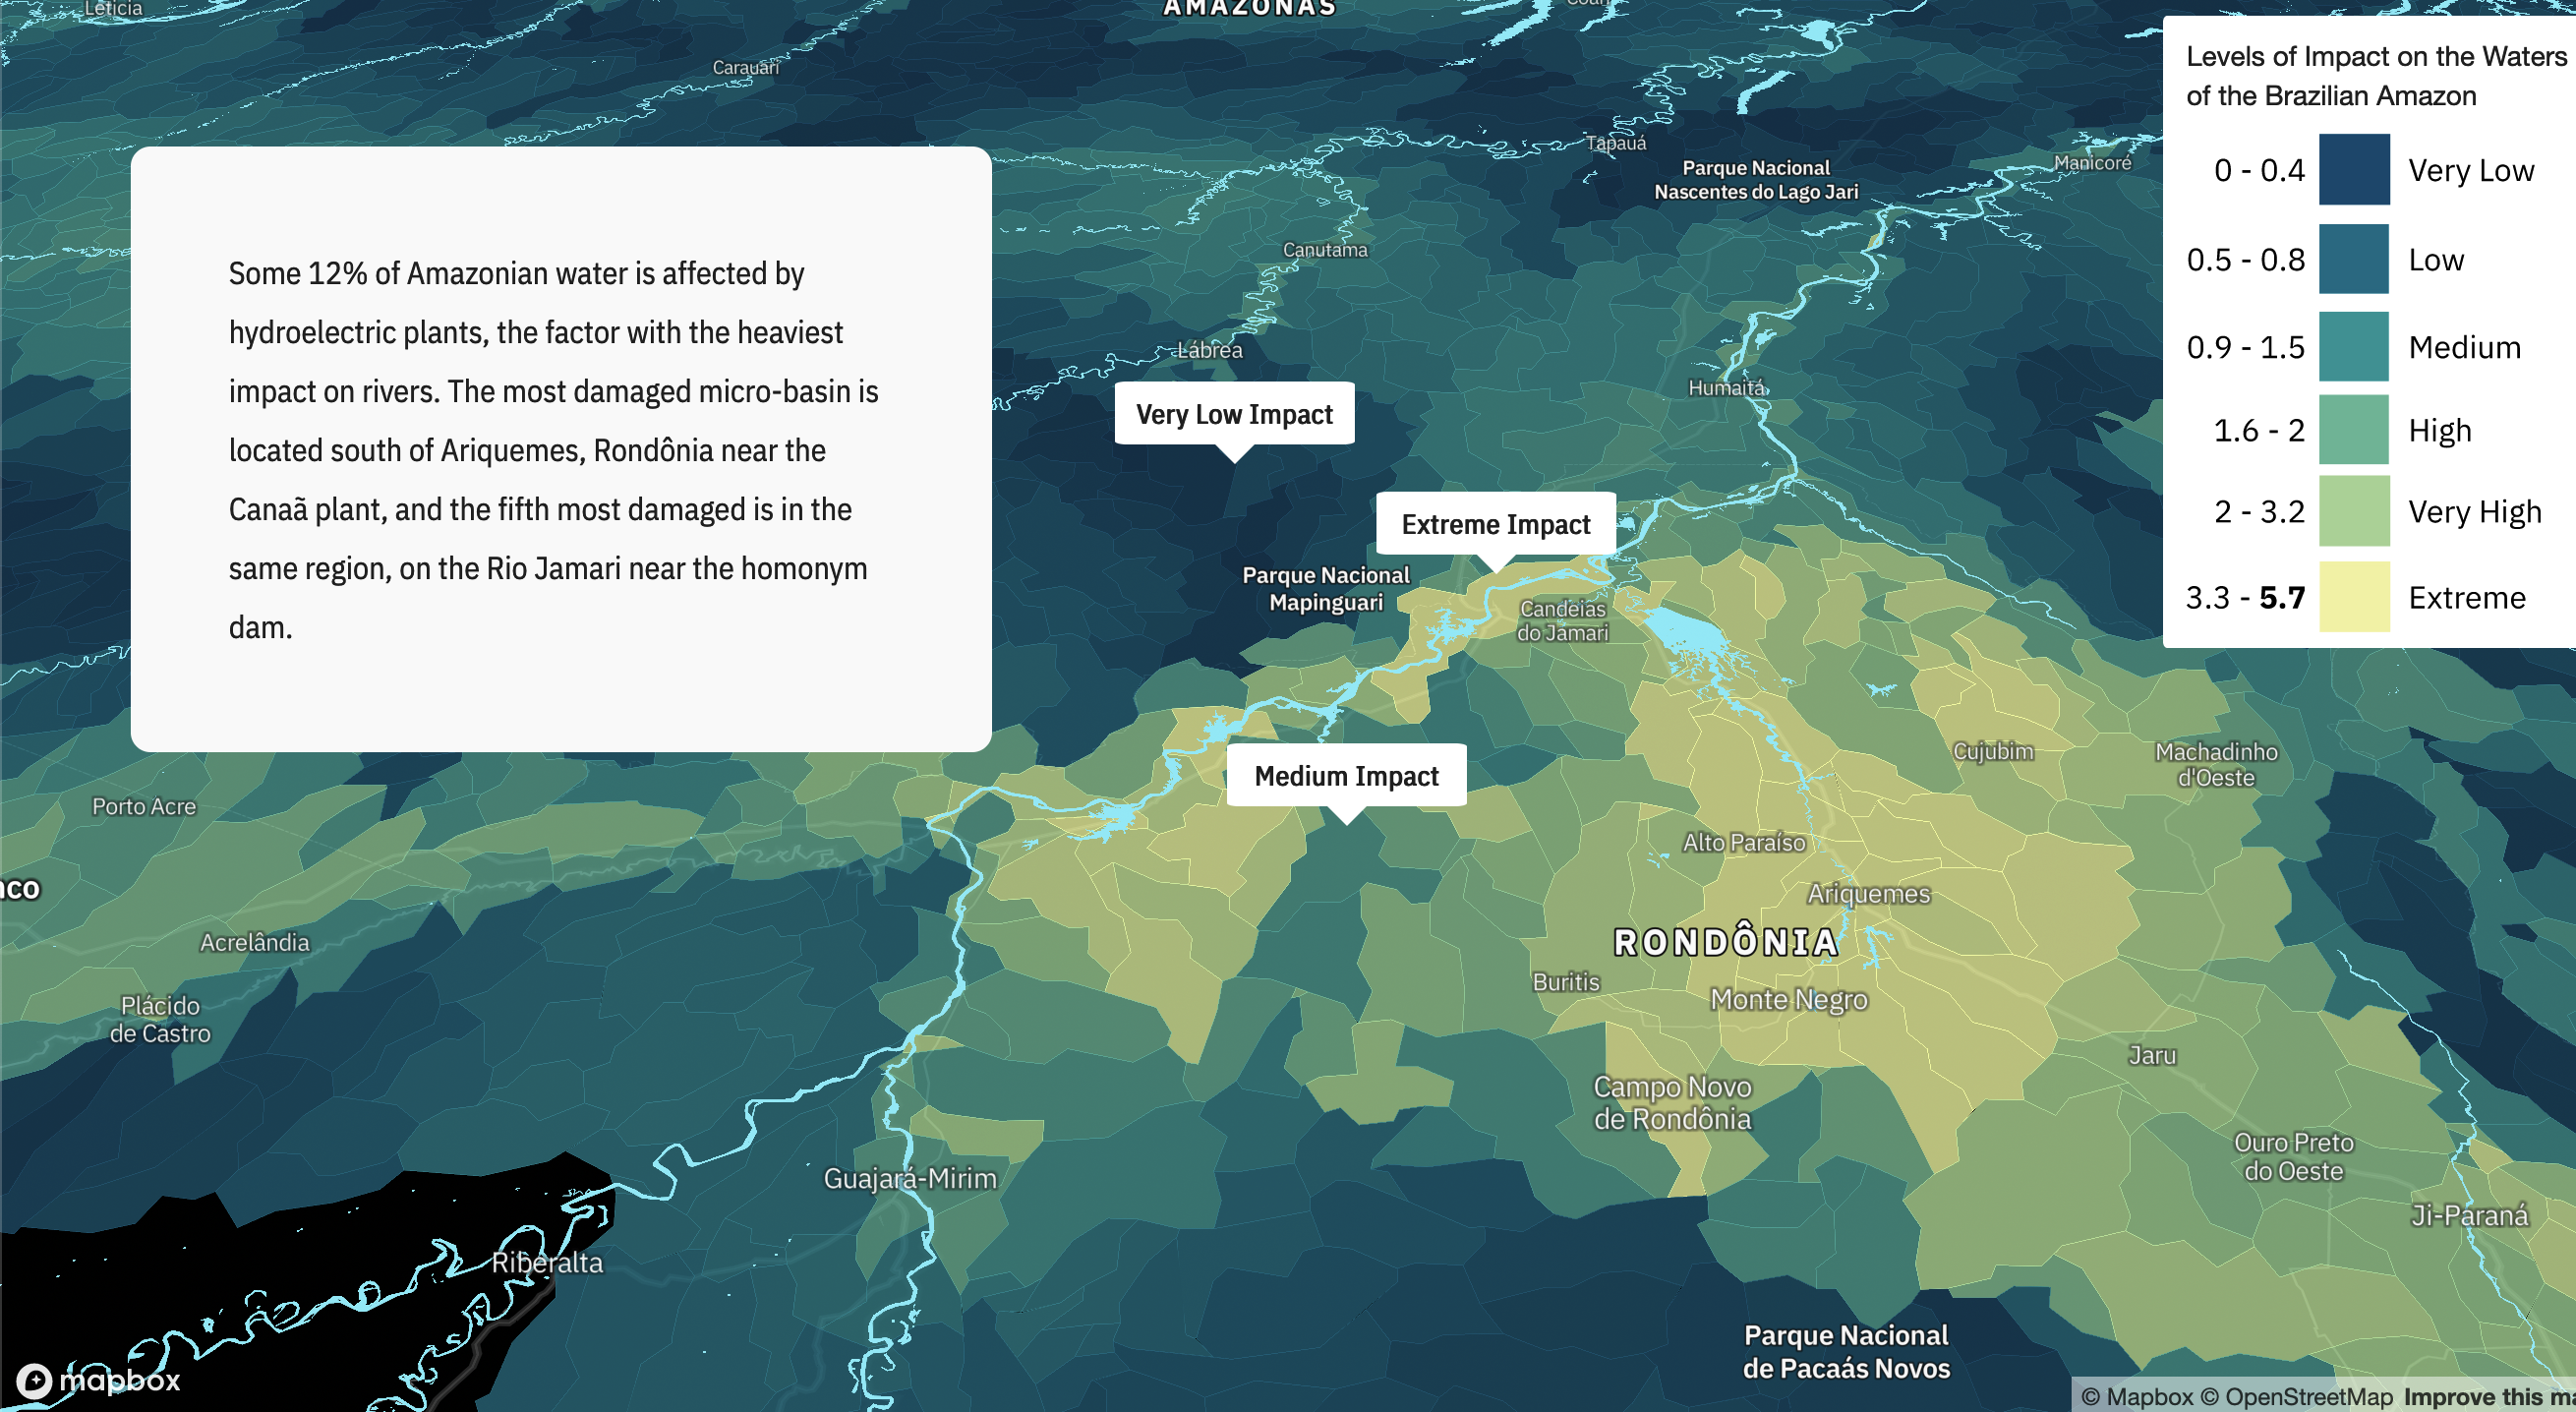 Leticia
AMAZONAS
Carauari
Tapauá
Parque Nacional
Nascentes do Lago Jari
Manicoré
Canutama
Lábrea
Humaitá
Levels of Impact on the Waters
of the Brazilian Amazon
0 - 0.4 Very Low
0.5 - 0.8 Low
0.9 - 1.5 Medium
1.6 - 2 High
2 - 3.2 Very High
3.3 - 5.7 Extreme
Some 12% of Amazonian water is affected by
hydroelectric plants, the factor with the heaviest
impact on rivers. The most damaged micro-basin is
located south of Ariquemes, Rondônia near the
Canaã plant, and the fifth most damaged is in the
same region, on the Rio Jamari near the homonym
dam.
Very Low Impact
Extreme Impact
Parque Nacional
Mapinguari
Candeias
do Jamari
Medium Impact
Cujubim
Machadinho
d'Oeste
Porto Acre
Alto Paraíso
nco
Ariquemes
RONDÔNIA
Acrelândia
Buritis
Monte Negro
Plácido
de Castro
Jaru
Campo Novo
de Rondônia
Ouro Preto
do Oeste
Guajará-Mirim
Ji-Paraná
Riberalta
Parque Nacional
de Pacaás Novos
mapbox
© Mapbox © OpenStreetMap Improve this ma